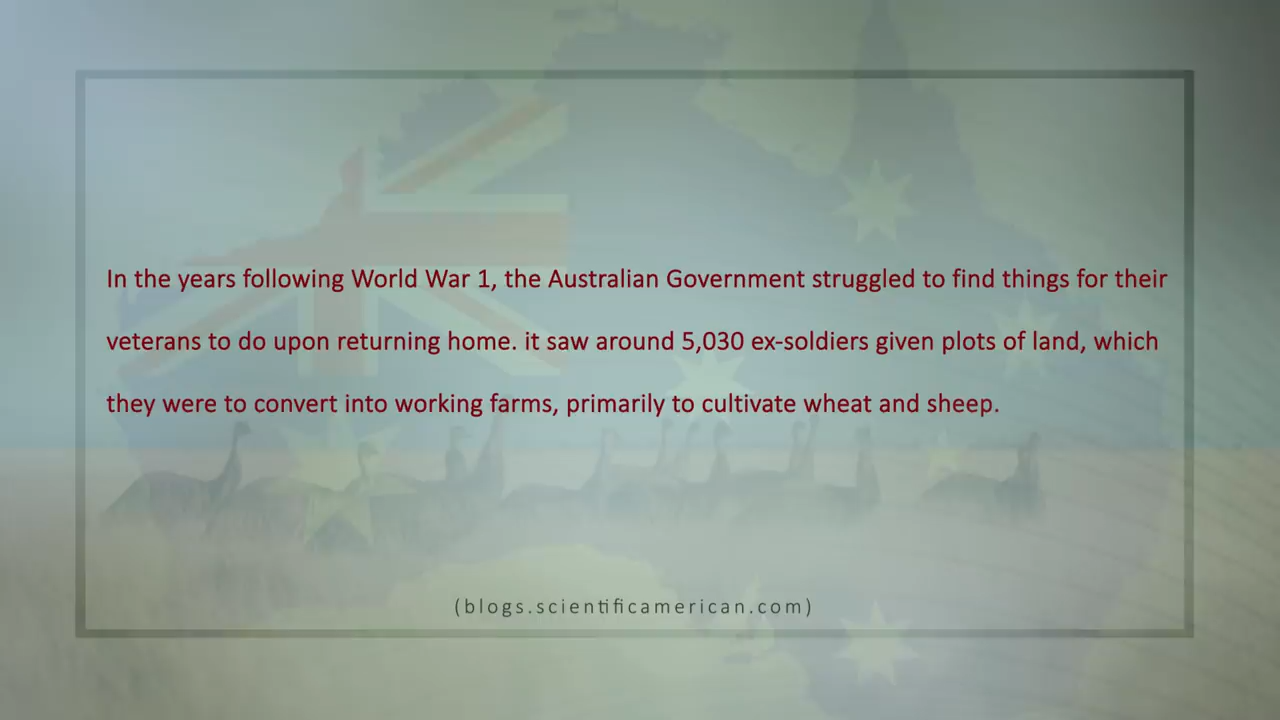 In the years following World War 1, the Australian Government struggled to find things for their
veterans to do upon returning home. it saw around 5,030 ex-soldiers given plots of land, which
they were to convert into working farms, primarily to cultivate wheat and sheep.
(blogs.scientificamerican.com)